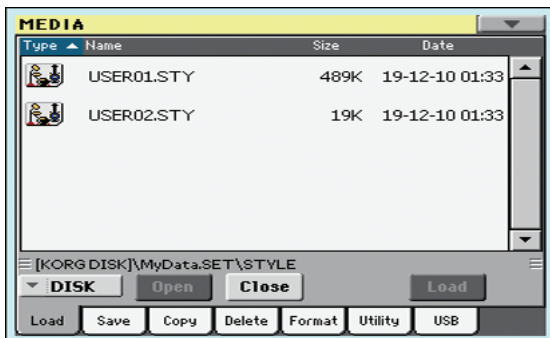 MEDIA
Type Name Size Date
USER01.STY 489K 19-12-10 01:33
USER02.STY 19K 19-12-10 01:33
[KORG DISK]\MyData.SET\STYLE
DISK Open Close Load
Load Save Copy Delete Format Utility USB